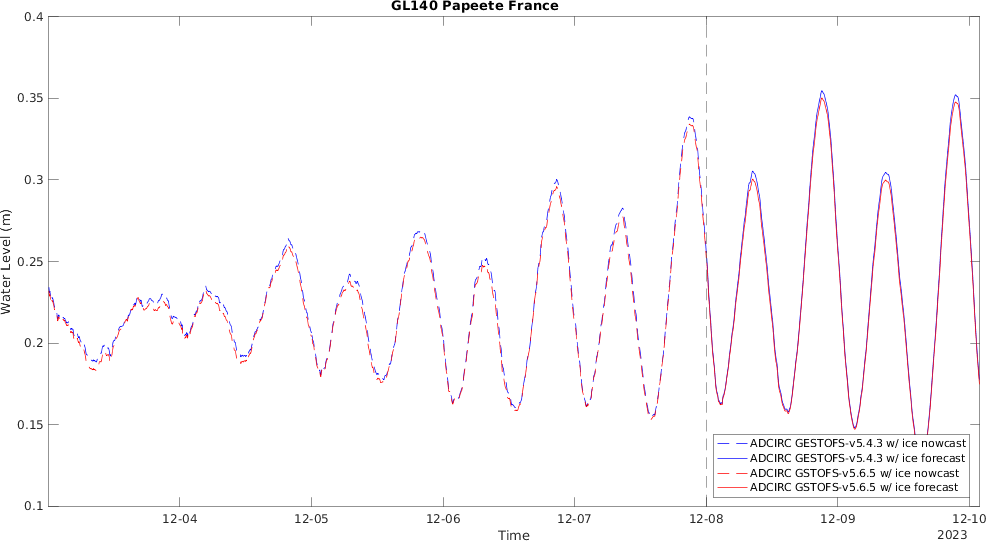 GL140 Papeete France
0.4
0.35
0.3
0.25
0.2
0.15
0.1
Water Level (m)
ADCIRC GESTOFS-v5.4.3 w/ ice nowcast
ADCIRC GESTOFS-v5.4.3 w/ ice forecast
ADCIRC GSTOFS-v5.6.5 w/ ice nowcast
ADCIRC GSTOFS-v5.6.5 w/ ice forecast
12-04 12-05 12-06 12-07 12-08 12-09 12-10
Time
2023